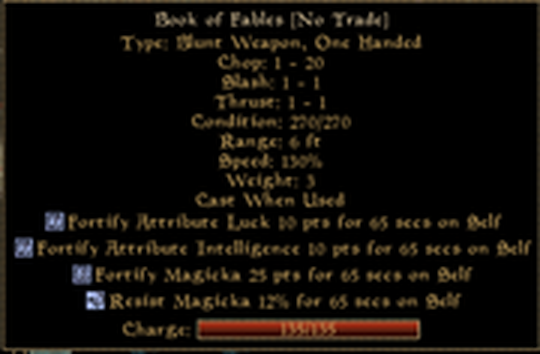 Book of Fables [No Trade]
Type: Blunt Weapon, One Handed
Chop: 1 - 20
Slash: 1 - 1
Thrust: 1 - 1
Condition: 270/270
Range: 6 ft
Speed: 130%
Weight: 3
Cast When Used
Fortify Attribute Luck 10 pts for 65 secs on Self
Fortify Attribute Intelligence 10 pts for 65 secs on Self
Fortify Magicka 25 pts for 65 secs on Self
Resist Magicka 12% for 65 secs on Self
Charge: 135/135